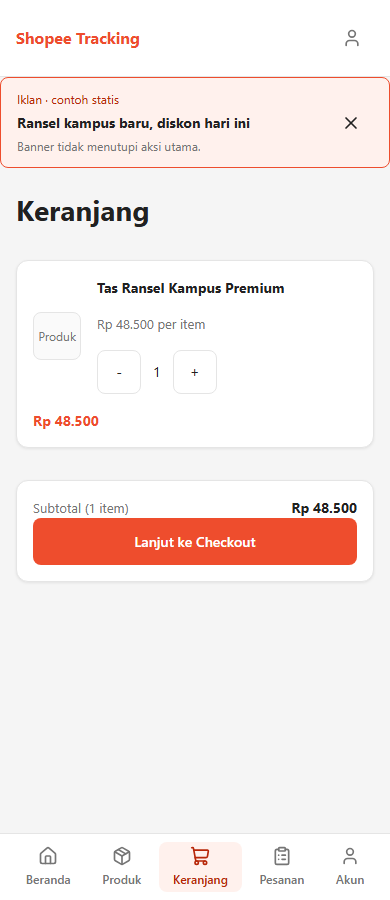 Shopee Tracking
Iklan · contoh statis
Ransel kampus baru, diskon hari ini
Banner tidak menutupi aksi utama.
Keranjang
Tas Ransel Kampus Premium
Produk
Rp 48.500 per item
- 1 +
Rp 48.500
Subtotal (1 item) Rp 48.500
Lanjut ke Checkout
Beranda Produk Keranjang Pesanan Akun